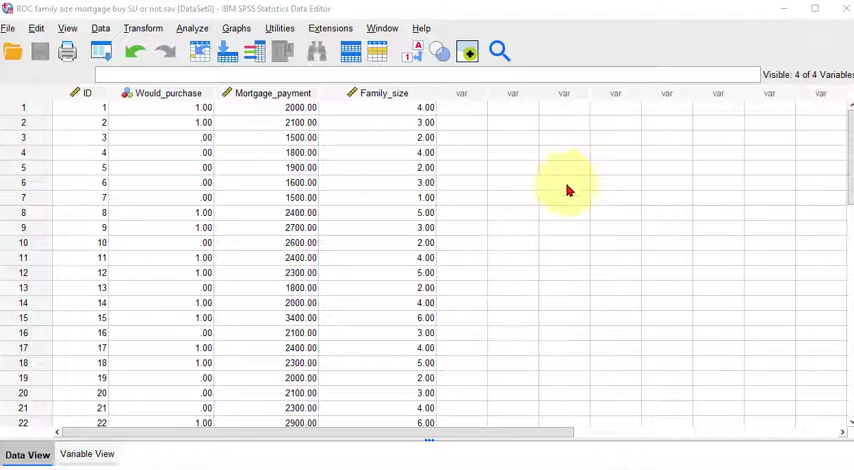 ROC family size mortgage buy SU or not.sav [DataSet0] - IBM SPSS Statistics Data Editor
File Edit View Data Transform Analyze Graphs Utilities Extensions Window Help
Visible: 4 of 4 Variables
ID Would_purchase Mortgage_payment Family_size var var var var var var var
1 1 1.00 2000.00 4.00
2 2 1.00 2100.00 3.00
3 3 .00 1500.00 2.00
4 4 .00 1800.00 4.00
5 5 .00 1900.00 2.00
6 6 .00 1600.00 3.00
7 7 .00 1500.00 1.00
8 8 1.00 2400.00 5.00
9 9 1.00 2700.00 3.00
10 10 .00 2600.00 2.00
11 11 1.00 2400.00 4.00
12 12 1.00 2300.00 5.00
13 13 .00 1800.00 2.00
14 14 1.00 2000.00 4.00
15 15 1.00 3400.00 6.00
16 16 .00 2100.00 3.00
17 17 1.00 2400.00 4.00
18 18 1.00 2300.00 5.00
19 19 .00 2000.00 2.00
20 20 .00 2100.00 3.00
21 21 .00 2300.00 4.00
22 22 1.00 2900.00 6.00
Data View Variable View